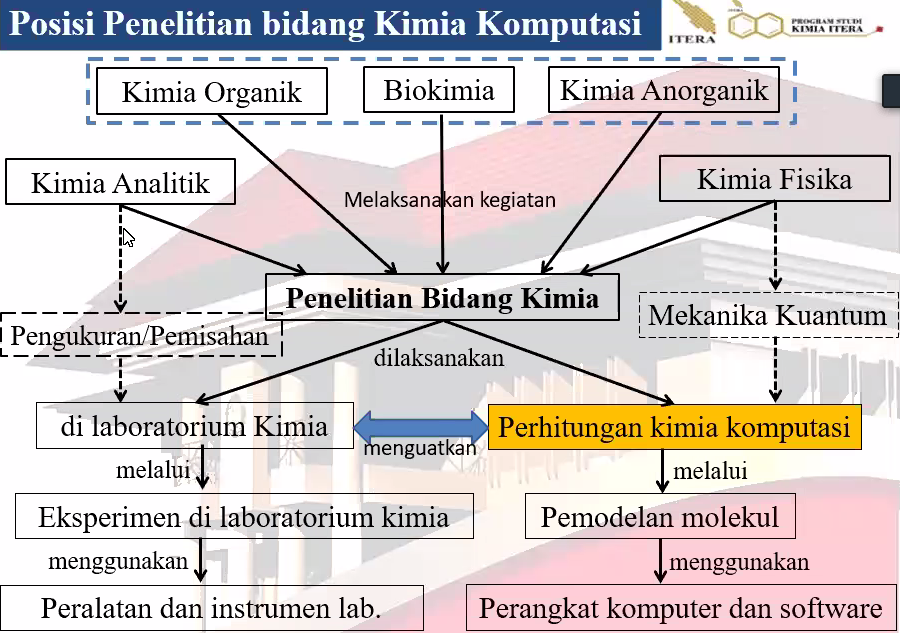 Posisi Penelitian bidang Kimia Komputasi
ITERA
PROGRAM STUDI
KIMIA ITERA
Kimia Organik
Biokimia
Kimia Anorganik
Kimia Analitik
Melaksanakan kegiatan
Kimia Fisika
Penelitian Bidang Kimia
Pengukuran/Pemisahan
dilaksanakan
Mekanika Kuantum
di laboratorium Kimia
menguatkan
Perhitungan kimia komputasi
melalui
melalui
Eksperimen di laboratorium kimia
Pemodelan molekul
menggunakan
menggunakan
Peralatan dan instrumen lab.
Perangkat komputer dan software